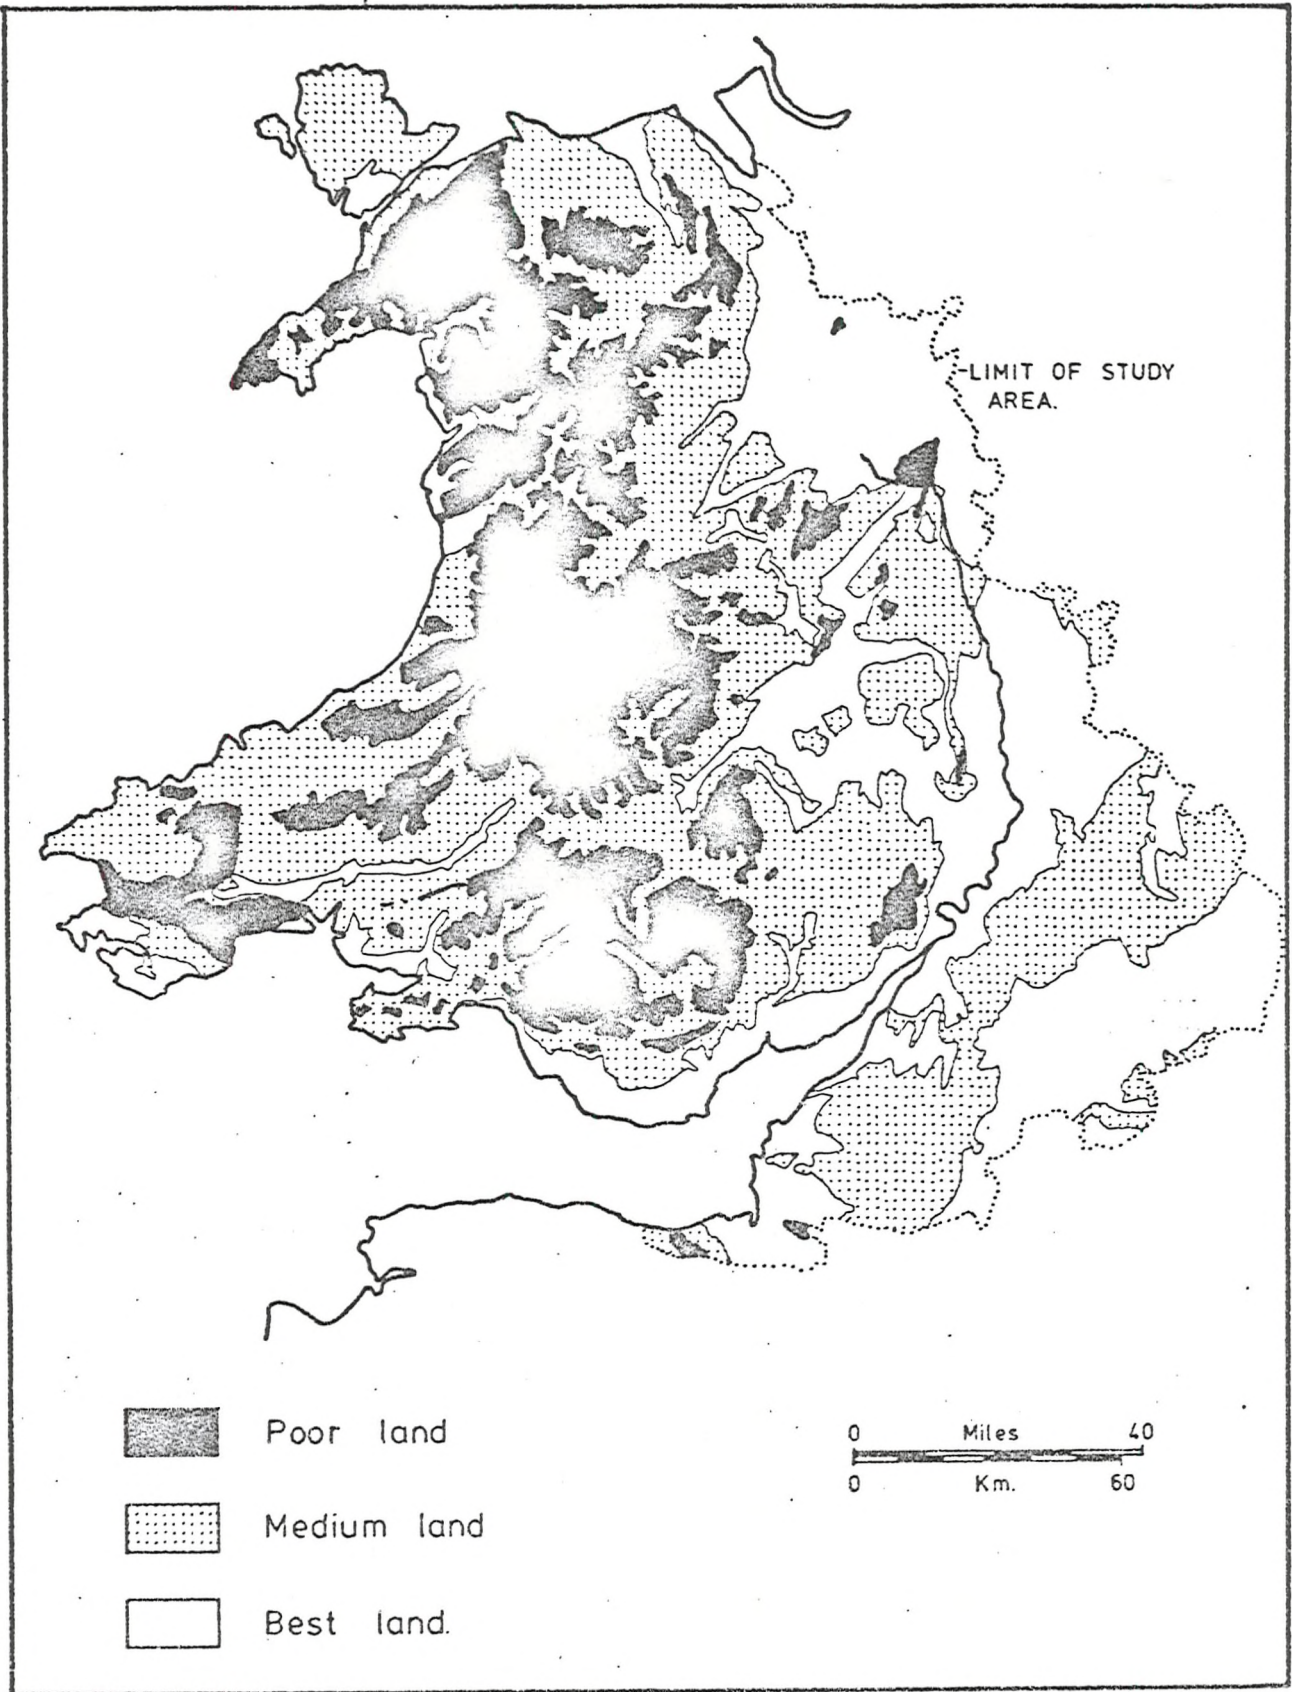 -LIMIT OF STUDY
AREA.
Poor land
Medium land
Best land.
0 Miles 40
0 Km. 60